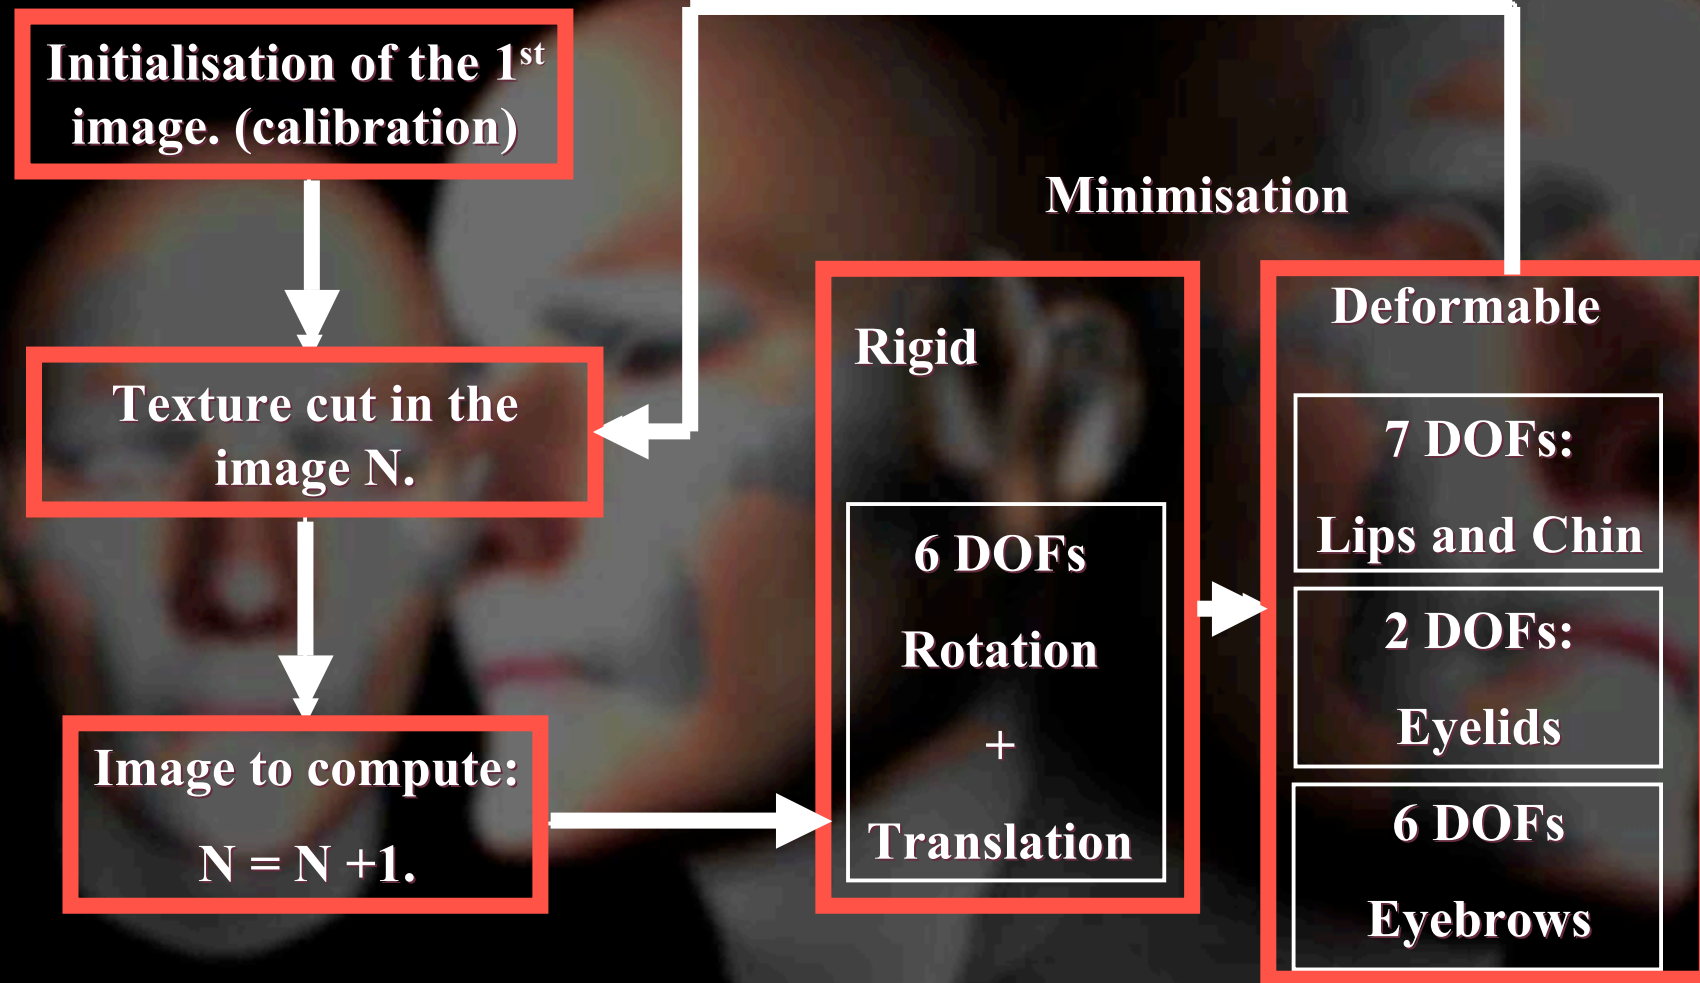 Initialisation of the 1st
image. (calibration)
Texture cut in the
image N.
Image to compute:
N = N +1.
Minimisation
Rigid
6 DOFs
Rotation
+
Translation
Deformable
7 DOFs:
Lips and Chin
2 DOFs:
Eyelids
6 DOFs
Eyebrows